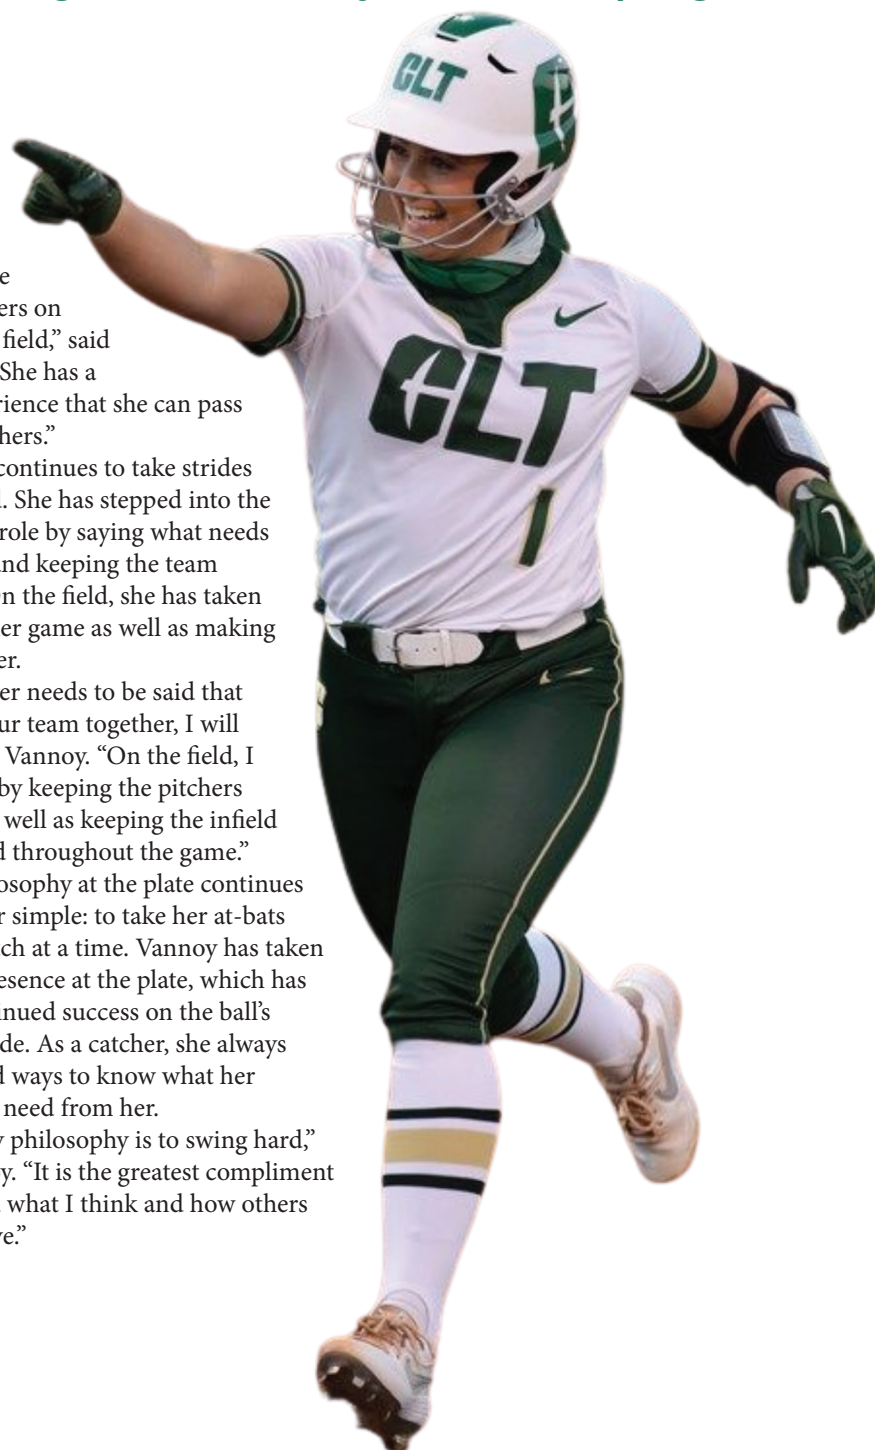 CLT
CLT
1
e
ers on
field,” said
She has a
rience that she can pass
hers.”
continues to take strides
. She has stepped into the
role by saying what needs
nd keeping the team
n the field, she has taken
er game as well as making
er.
er needs to be said that
ur team together, I will
Vannoy. “On the field, I
by keeping the pitchers
well as keeping the infield
d throughout the game.”
osophy at the plate continues
r simple: to take her at-bats
ch at a time. Vannoy has taken
esence at the plate, which has
inued success on the ball’s
de. As a catcher, she always
d ways to know what her
need from her.
y philosophy is to swing hard,”
y. “It is the greatest compliment
what I think and how others
ve.”